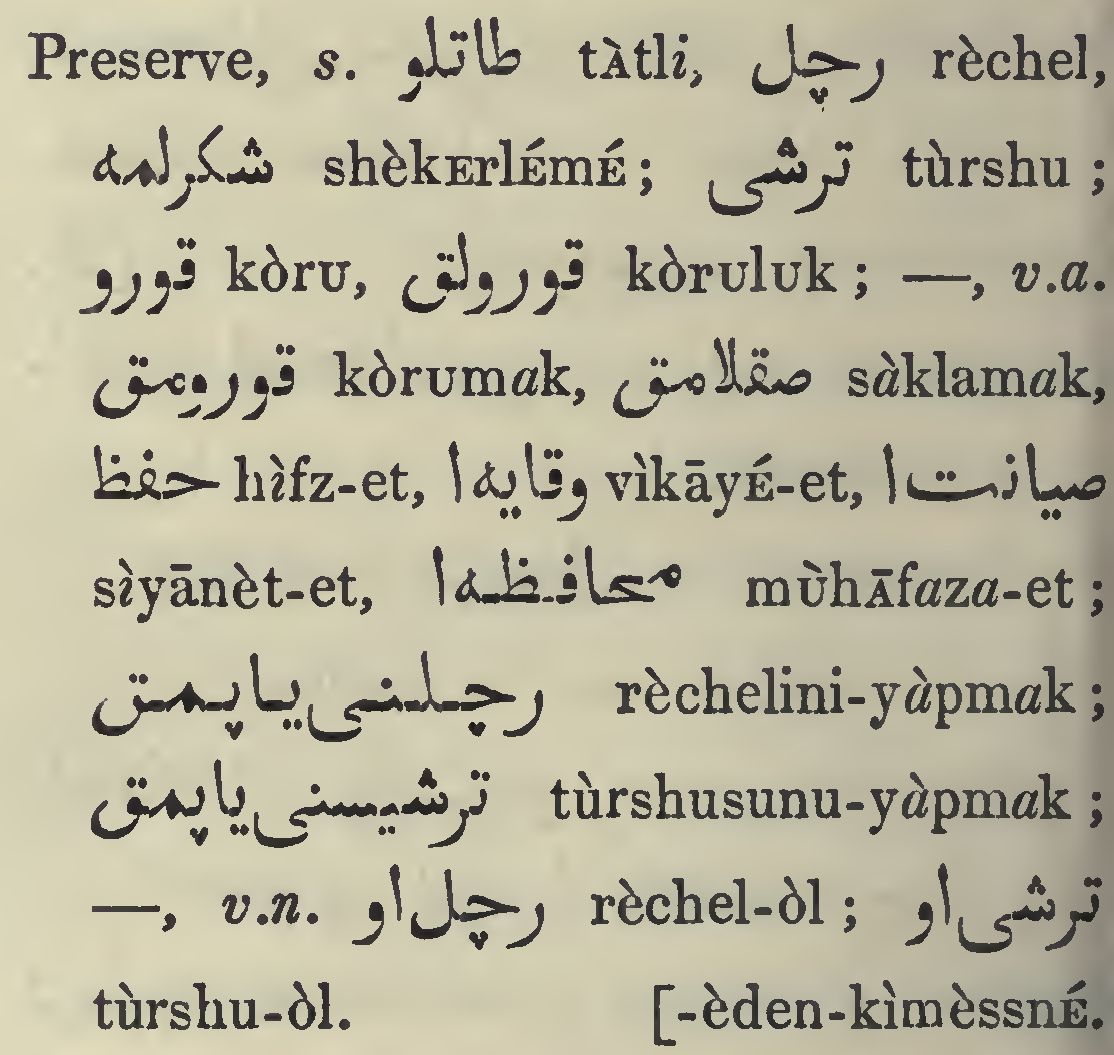 Preserve, s. طاتلو tÀtli, رچل rèchel,
شكرلمه shèkErlÉmÉ; ترشی tùrshu;
قورو kòrU, قورولق kòrUlUk; —, v.a.
قورومق kòrUmak, صقلامق sàklamak,
حفظ hìfz-et, وقایه ا vìkāyÉ-et, صیانت ا
sìyānèt-et, محافظه ا mÙhĀfaza-et;
رچلنی یاپمق rèchelini-yàpmak;
ترشیسنی یاپمق tùrshusunu-yàpmak;
—, v.n. رچل او rèchel-òl; ترشی او
tùrshu-òl. [-èden-kìmèssnÉ.